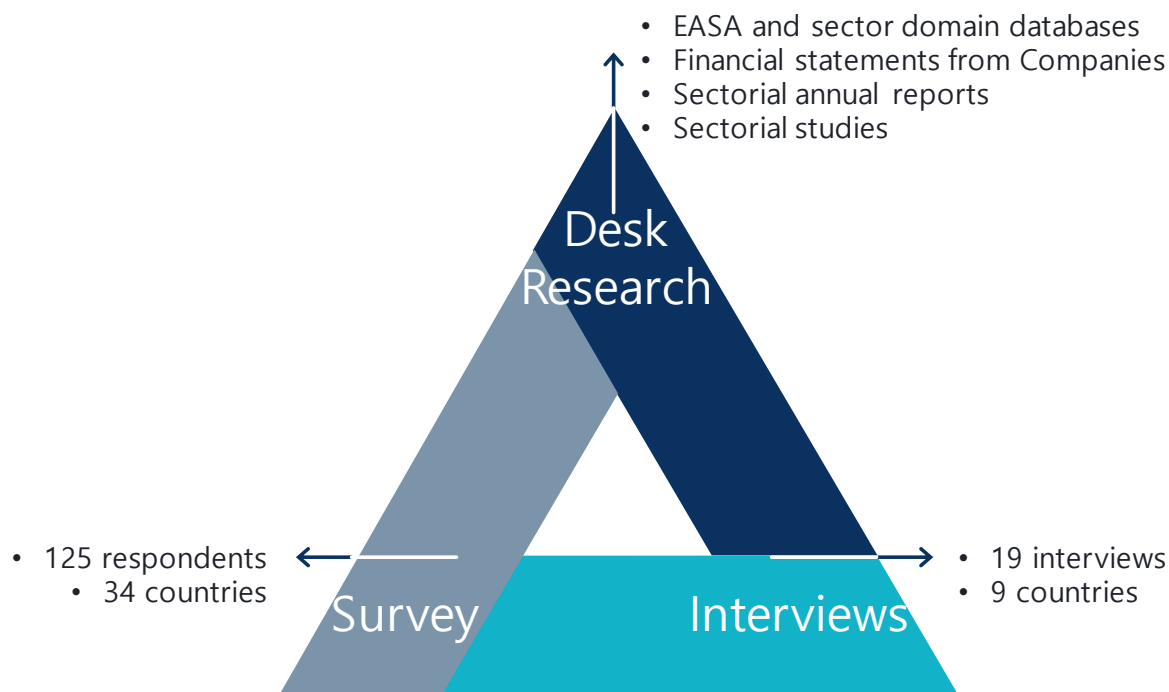 • EASA and sector domain databases
• Financial statements from Companies
• Sectorial annual reports
• Sectorial studies
Desk
Research
• 125 respondents
• 34 countries
• 19 interviews
• 9 countries
Survey
Interviews